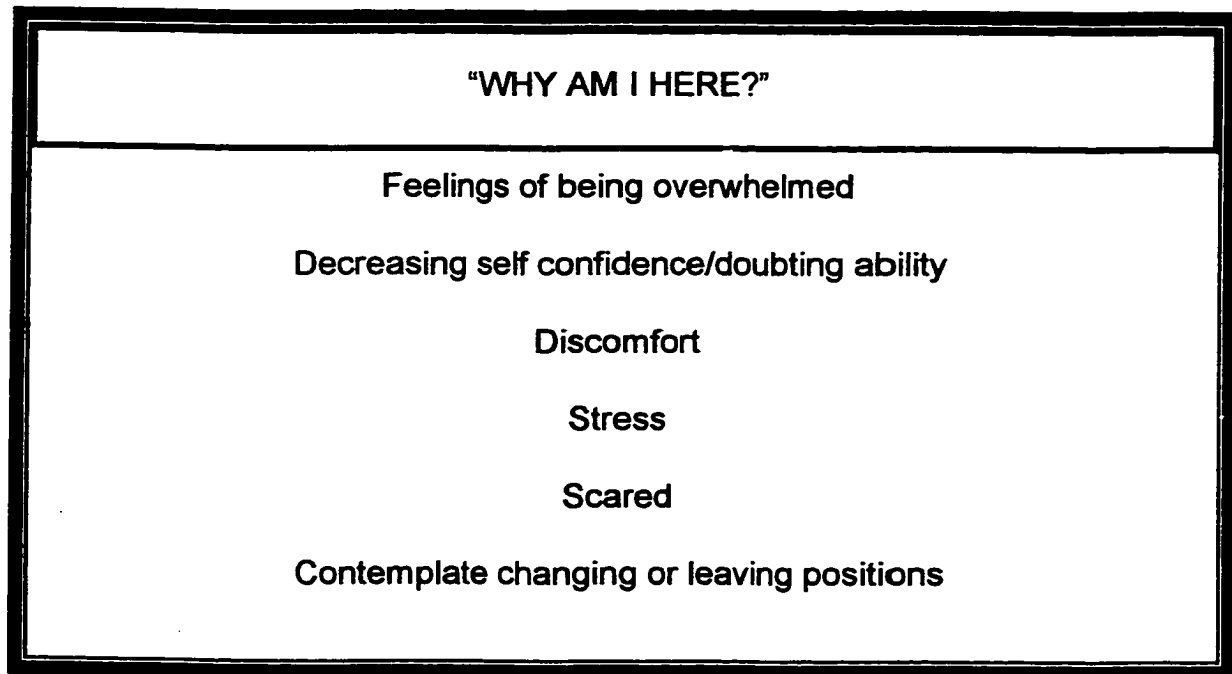 “WHY AM I HERE?”
Feelings of being overwhelmed
Decreasing self confidence/doubting ability
Discomfort
Stress
Scared
Contemplate changing or leaving positions